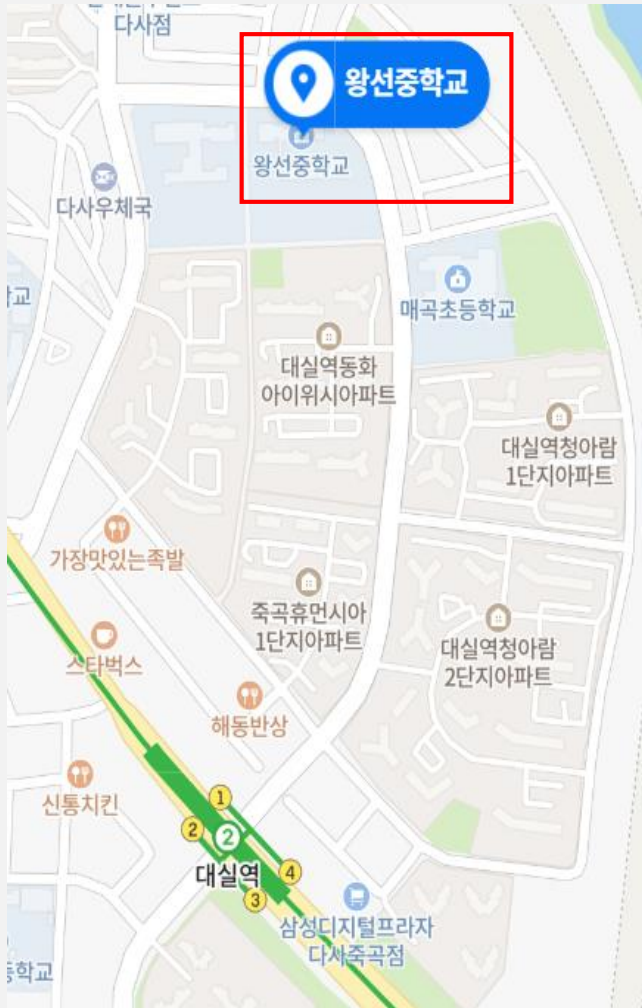 다사점
왕선중학교
왕선중학교
다사우체국
매곡초등학교
대실역동화
아이위시아파트
대실역청아람
1단지아파트
가장맛있는족발
죽곡휴먼시아
1단지아파트
대실역청아람
2단지아파트
스타벅스
해동반상
신통치킨
1
2
2
대실역
4
3
삼성디지털프라자
다사죽곡점
학교